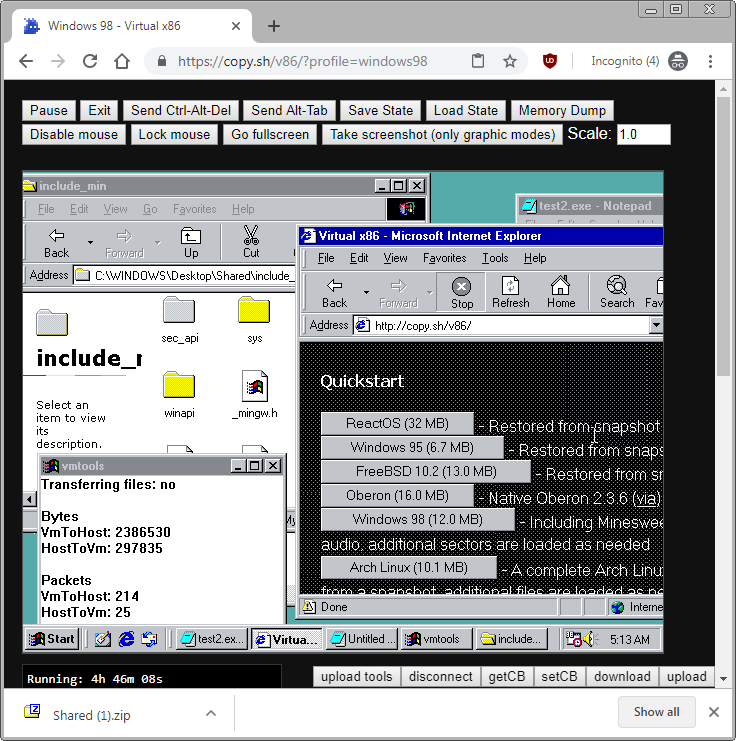 Windows 98 - Virtual x86
https://copy.sh/v86/?profile=windows98
Incognito (4)
Pause Exit Send Ctrl-Alt-Del Send Alt-Tab Save State Load State Memory Dump
Disable mouse Lock mouse Go fullscreen Take screenshot (only graphic modes) Scale: 1.0
include_min
File Edit View Go Favorites Help
Back Forward Up Cut
Address C:\WINDOWS\Desktop\Shared\include_
include_m
Select an
item to view
its
description.
sec_api sys
winapi _mingw.h
test2.exe - Notepad
Virtual x86 - Microsoft Internet Explorer
File Edit View Favorites Tools Help
Back Forward Stop Refresh Home Search Fav
Address http://copy.sh/v86/
Quickstart
ReactOS (32 MB) - Restored from snapshot
Windows 95 (6.7 MB) - Restored from snaps
FreeBSD 10.2 (13.0 MB) - Restored from sn
Oberon (16.0 MB) - Native Oberon 2.3.6 (via)
Windows 98 (12.0 MB) - Including Mineswee
audio, additional sectors are loaded as needed
Arch Linux (10.1 MB) - A complete Arch Linu
from a snapshot, additional files are loaded as ne
Done Interne
vmtools
Transferring files: no
Bytes
VmToHost: 2386530
HostToVm: 297835
Packets
VmToHost: 214
HostToVm: 25
My
Start test2.ex... Virtua... Untitled ... vmtools include... 5:13 AM
Running: 4h 46m 08s
upload tools disconnect getCB setCB download upload
Shared (1).zip
Show all